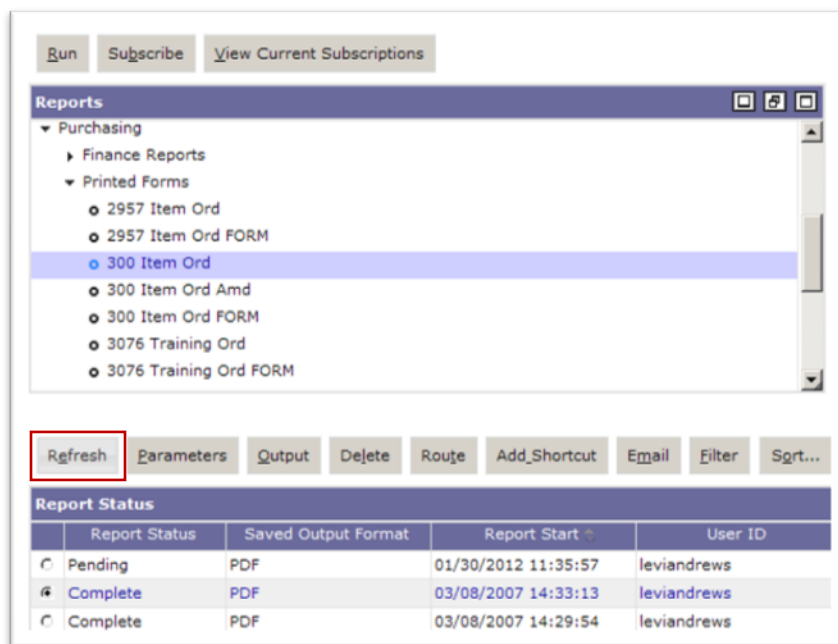 Run Subscribe View Current Subscriptions
Reports
Purchasing
Finance Reports
Printed Forms
2957 Item Ord
2957 Item Ord FORM
300 Item Ord
300 Item Ord Amd
300 Item Ord FORM
3076 Training Ord
3076 Training Ord FORM
Refresh Parameters Output Delete Route Add_Shortcut Email Filter Sort...
Report Status
Report Status Saved Output Format Report Start User ID
Pending PDF 01/30/2012 11:35:57 leviandrews
Complete PDF 03/08/2007 14:33:13 leviandrews
Complete PDF 03/08/2007 14:29:54 leviandrews